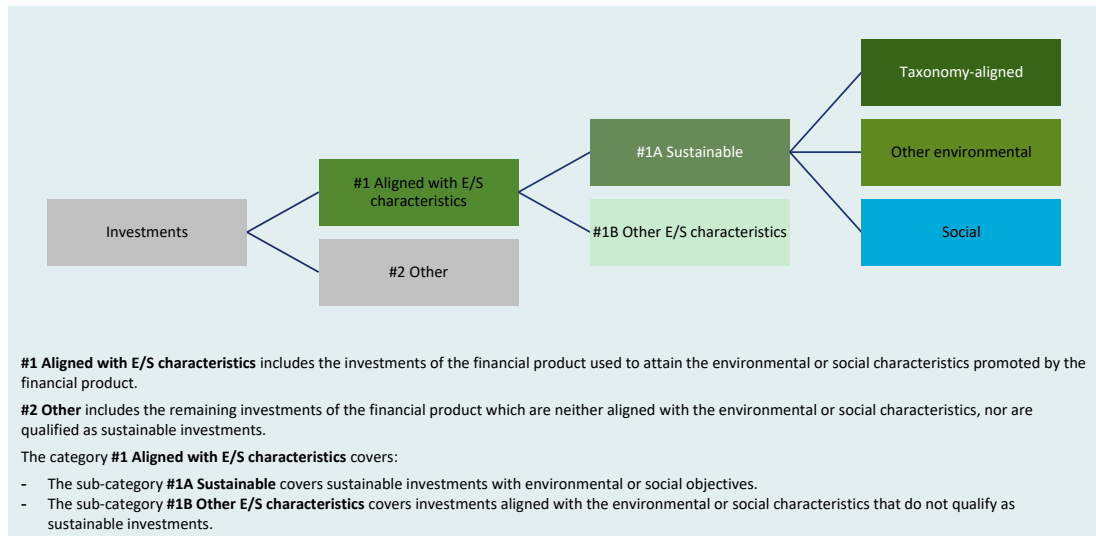 Taxonomy-aligned
#1A Sustainable
Other environmental
#1 Aligned with E/S
characteristics
Investments
#1B Other E/S characteristics
Social
#2 Other
#1 Aligned with E/S characteristics includes the investments of the financial product used to attain the environmental or social characteristics promoted by the
financial product.
#2 Other includes the remaining investments of the financial product which are neither aligned with the environmental or social characteristics, nor are
qualified as sustainable investments.
The category #1 Aligned with E/S characteristics covers:
- The sub-category #1A Sustainable covers sustainable investments with environmental or social objectives.
- The sub-category #1B Other E/S characteristics covers investments aligned with the environmental or social characteristics that do not qualify as
sustainable investments.